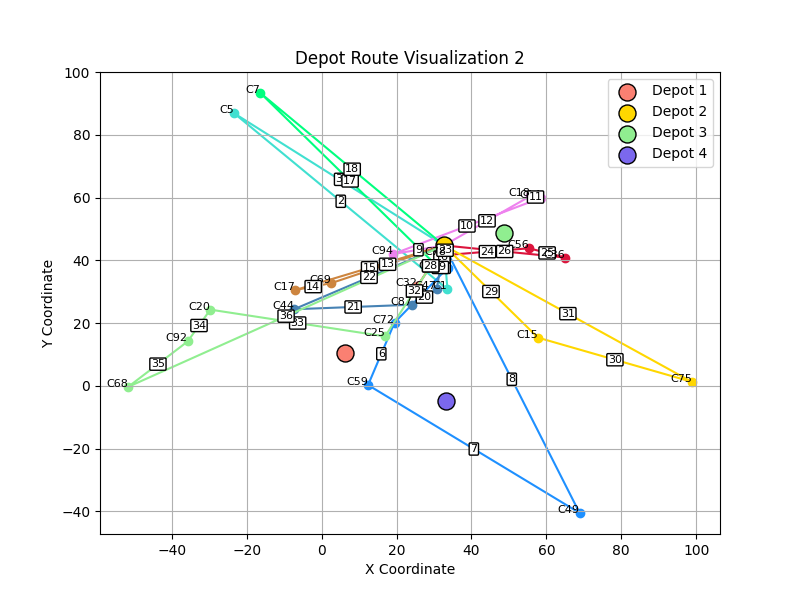 Depot Route Visualization 2
Y Coordinate
X Coordinate
100
80
60
40
20
0
−20
−40
−40
−20
0
20
40
60
80
100
Depot 1
Depot 2
Depot 3
Depot 4
C7
C5
18
17
2
C19
11
12
10
C94
9
23
C56
24
26
25
13
15
22
C69
14
C17
28
C32
32
C1
20
C87
29
C44
21
36
33
C20
34
C92
35
C68
C72
C25
6
C59
31
C15
30
C75
8
7
C49